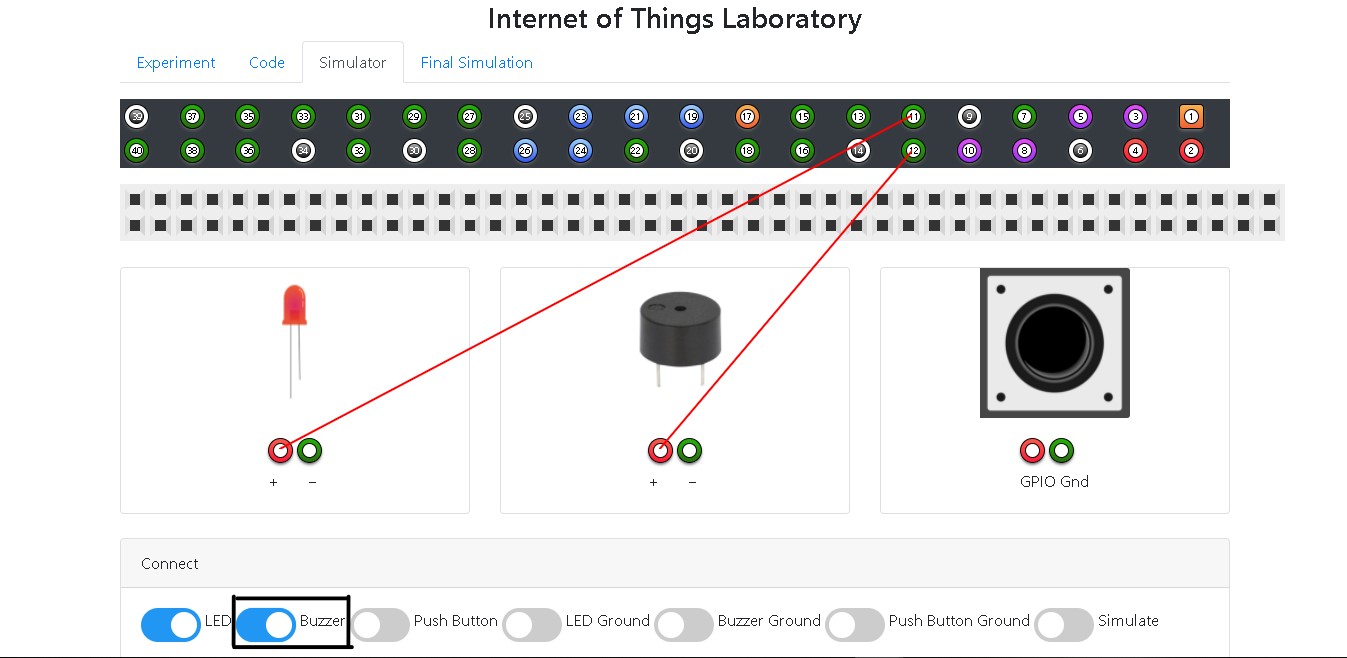 Internet of Things Laboratory
Experiment Code Simulator Final Simulation
39 37 35 33 31 29 27 25 23 21 19 17 15 13 11 9 7 5 3 1
40 38 36 34 32 30 28 26 24 22 20 18 16 14 12 10 8 6 4 2
+ − + − GPIO Gnd
Connect
LED Buzzer Push Button LED Ground Buzzer Ground Push Button Ground Simulate